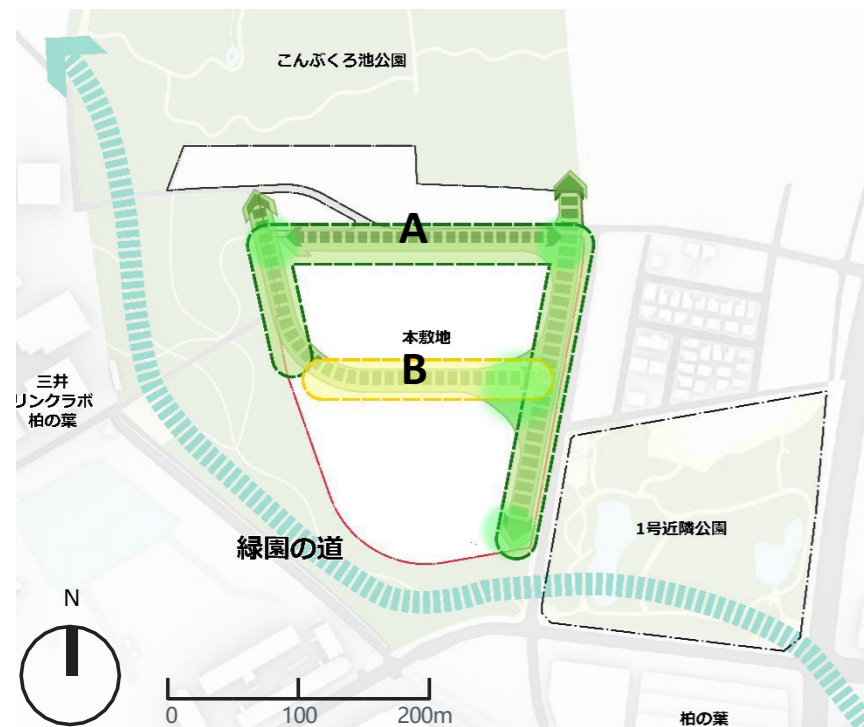 こんぶくろ池公園
A
本敷地
B
三井
リンクラボ
柏の葉
1号近隣公園
緑園の道
N
0 100 200m
柏の葉